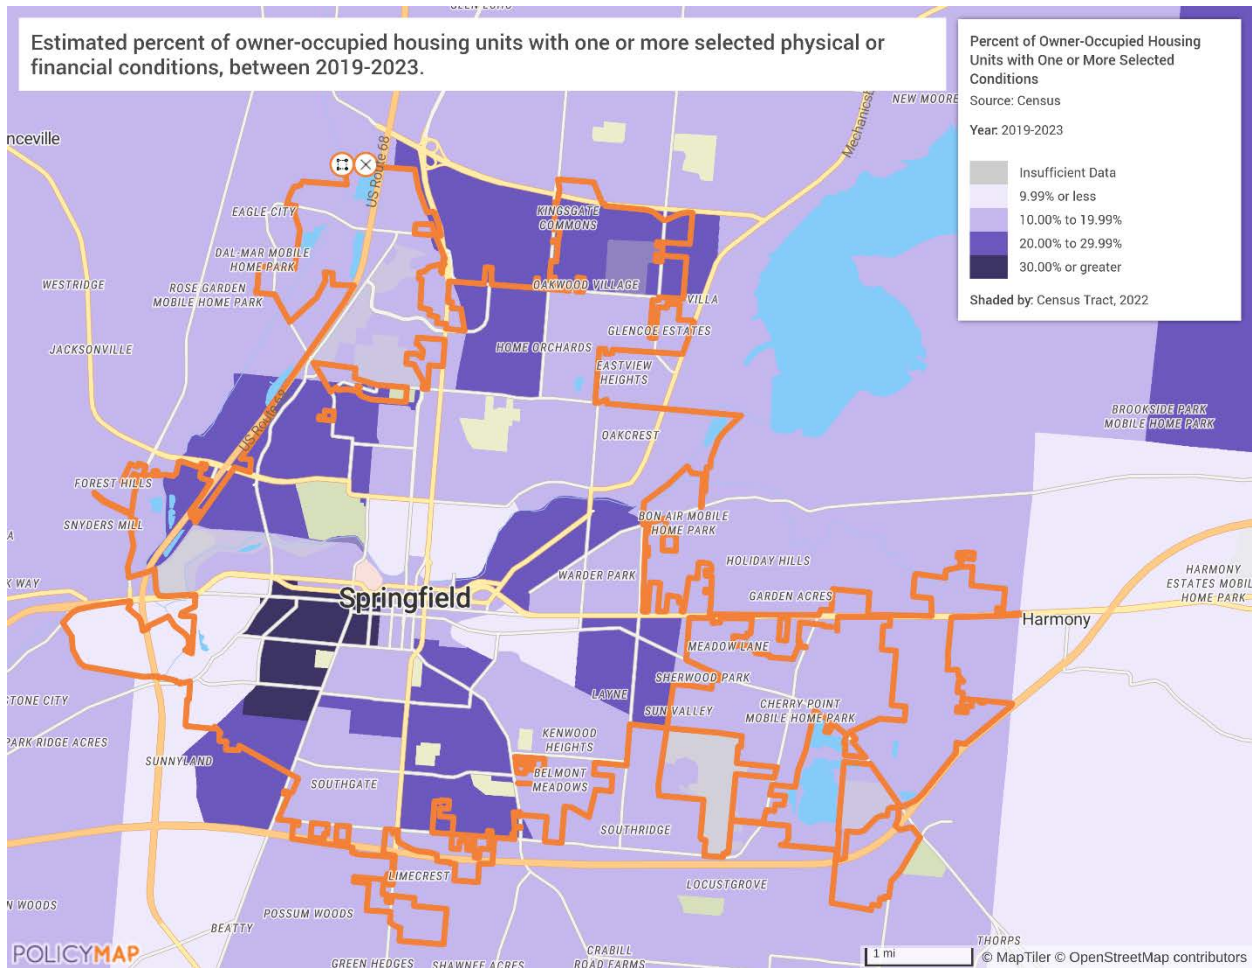 GLEN ECHO
Estimated percent of owner-occupied housing units with one or more selected physical or
financial conditions, between 2019-2023.
Percent of Owner-Occupied Housing
Units with One or More Selected
Conditions
Source: Census
Year: 2019-2023
Insufficient Data
9.99% or less
10.00% to 19.99%
20.00% to 29.99%
30.00% or greater
Shaded by: Census Tract, 2022
NEW MOORE
nceville
Mechanicsb
US Route 68
EAGLE CITY
KINGSGATE
COMMONS
DAL-MAR MOBILE
HOME PARK
WESTRIDGE
ROSE GARDEN
MOBILE HOME PARK
OAKWOOD VILLAGE
VILLA
GLENCOE ESTATES
JACKSONVILLE
HOME ORCHARDS
EASTVIEW
HEIGHTS
US Route 68
BROOKSIDE PARK
MOBILE HOME PARK
OAKCREST
FOREST HILLS
SNYDERS MILL
BON AIR MOBILE
HOME PARK
A
HOLIDAY HILLS
WARDER PARK
HARMONY
ESTATES MOBIL
HOME PARK
K WAY
Springfield
GARDEN ACRES
Harmony
MEADOW LANE
SHERWOOD PARK
LAYNE
STONE CITY
SUN VALLEY
CHERRY POINT
MOBILE HOME PARK
PARK RIDGE ACRES
KENWOOD
HEIGHTS
SUNNYLAND
SOUTHGATE
BELMONT
MEADOWS
SOUTHRIDGE
LIMECREST
LOCUSTGROVE
N WOODS
POSSUM WOODS
BEATTY
THORPS
CRABILL
ROAD FARMS
GREEN HEDGES
SHAWNEE ACRES
POLICYMAP
1 mi
© MapTiler © OpenStreetMap contributors